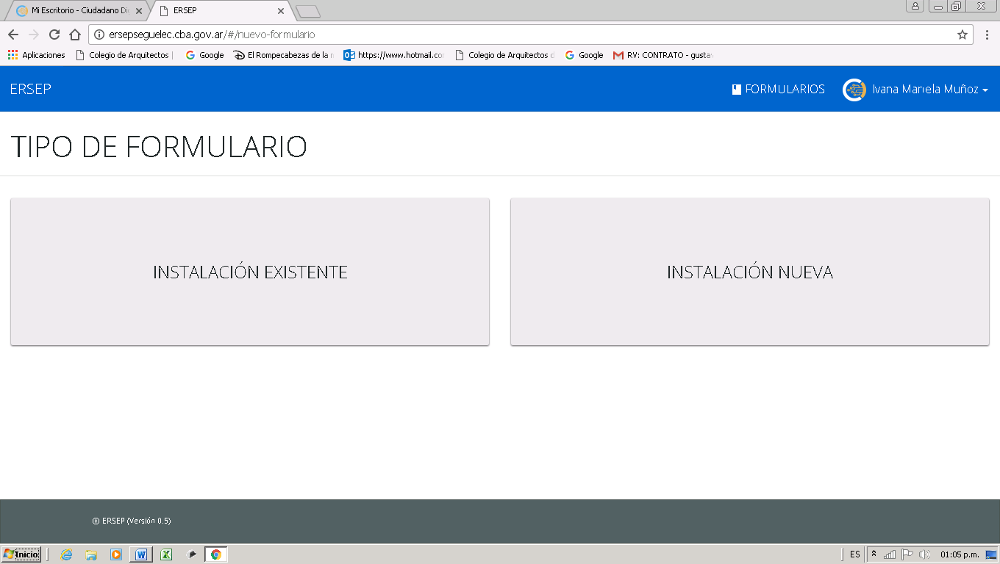 Mi Escritorio - Ciudadano Di
ERSEP
ersepseguelec.cba.gov.ar/#/nuevo-formulario
Aplicaciones
Colegio de Arquitectos
Google
El Rompecabezas de la
https://www.hotmail.co
Colegio de Arquitectos d
Google
RV: CONTRATO - gusta
ERSEP
FORMULARIOS
Ivana Mariela Muñoz
TIPO DE FORMULARIO
INSTALACIÓN EXISTENTE
INSTALACIÓN NUEVA
© ERSEP (Versión 0.5)
Inicio
ES
01:05 p.m.